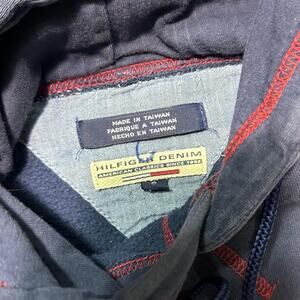 MADE IN TAIWAN
FABRIQUE A TAIWAN
HECHO EN TAIWAN
HILFIGER DENIM
AMERICAN CLASSICS SINCE 1985